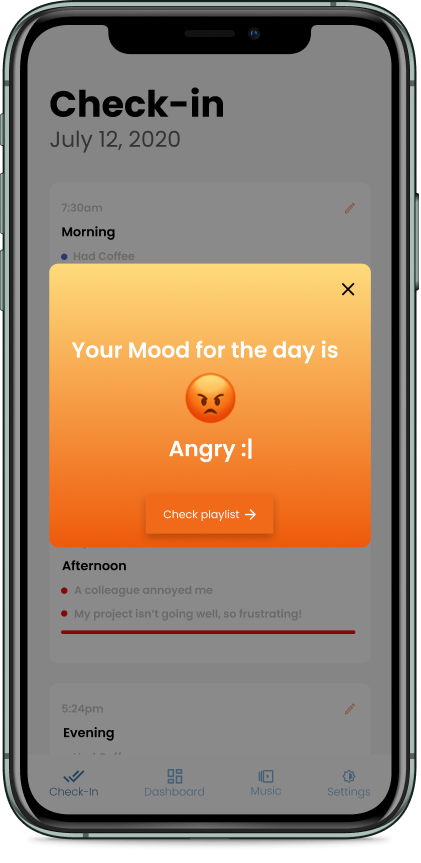 Check-in
July 12, 2020
7:30am
Morning
Had Coffee
Your Mood for the day is
Angry :|
Check playlist →
Afternoon
A colleague annoyed me
My project isn't going well, so frustrating!
5:24pm
Evening
Check-In Dashboard Music Settings